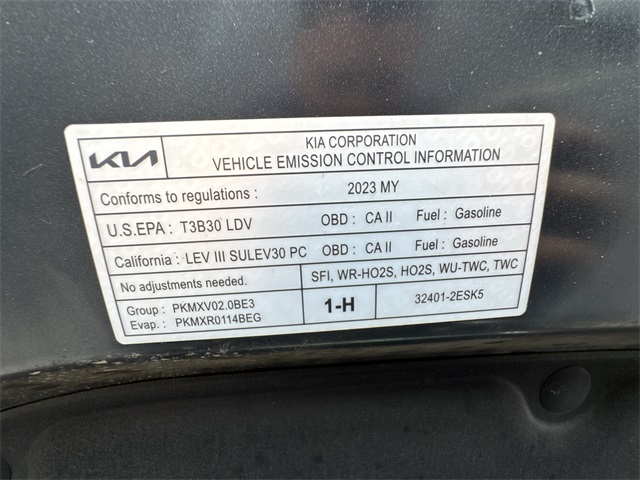 KIA
KIA CORPORATION
VEHICLE EMISSION CONTROL INFORMATION
Conforms to regulations : 2023 MY
U.S.EPA : T3B30 LDV OBD : CA II Fuel : Gasoline
California : LEV III SULEV30 PC OBD : CA II Fuel : Gasoline
No adjustments needed. SFI, WR-HO2S, HO2S, WU-TWC, TWC
Group : PKMXV02.0BE3
Evap. : PKMXR0114BEG
1-H
32401-2ESK5